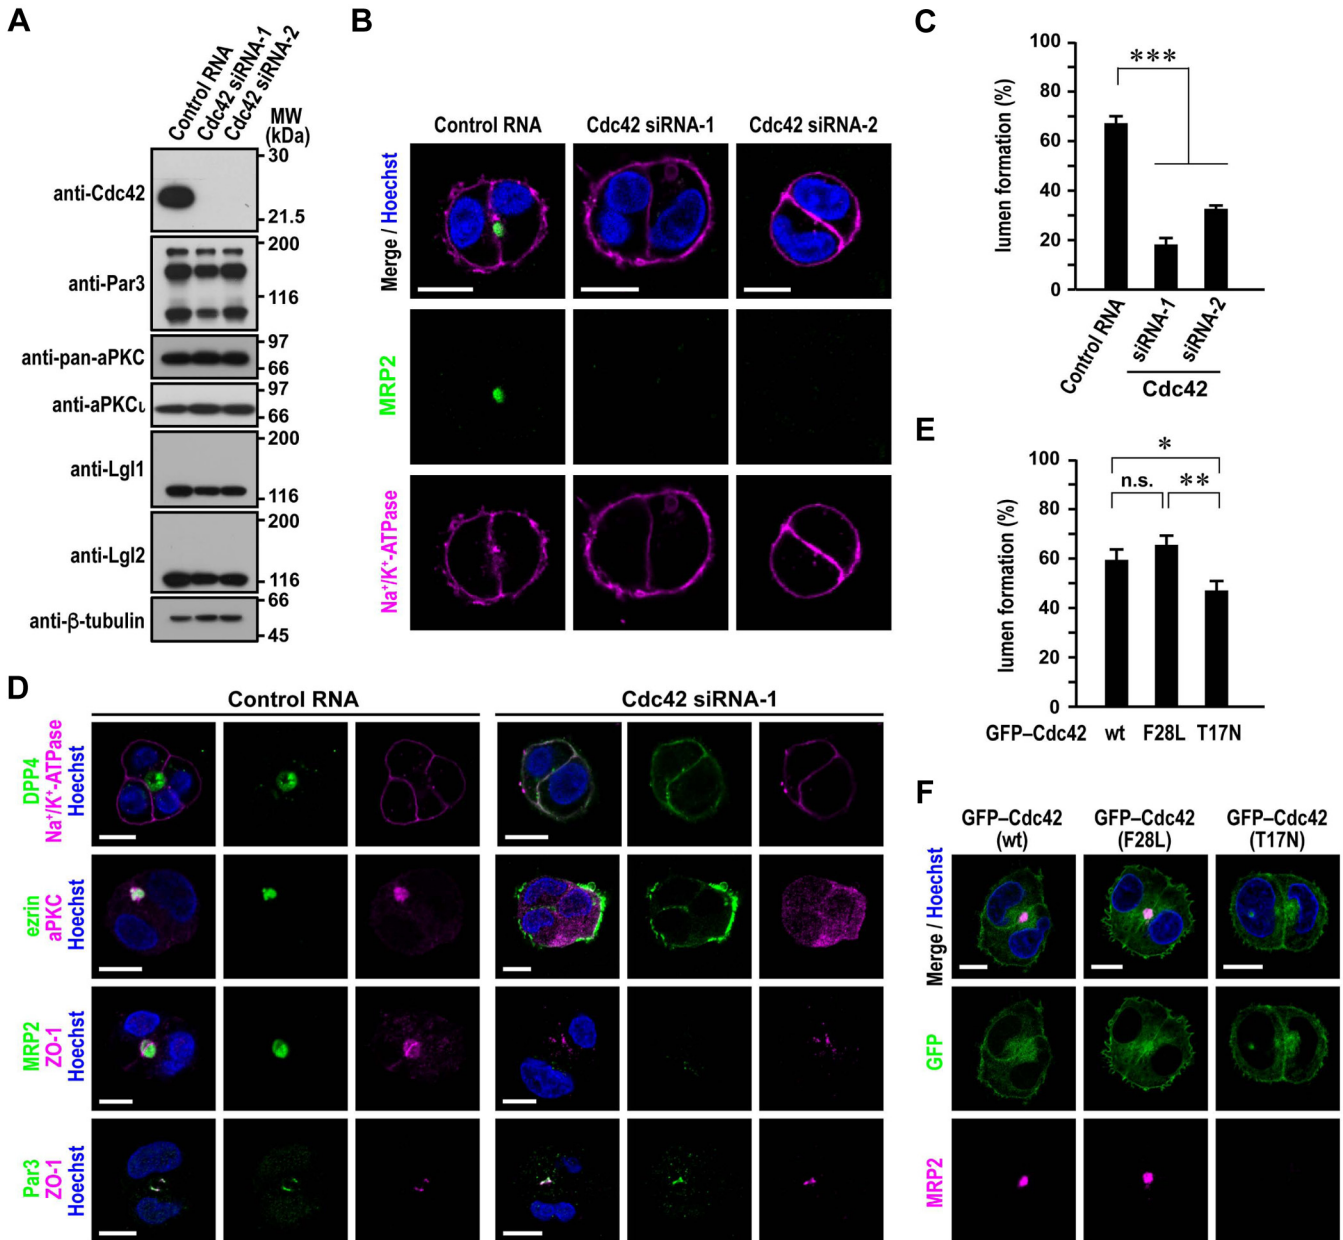 A
Control RNA
Cdc42 siRNA-1
Cdc42 siRNA-2
MW
(kDa)
anti-Cdc42
30
21.5
anti-Par3
200
116
anti-pan-aPKC
97
66
anti-aPKCι
97
66
anti-Lgl1
200
116
anti-Lgl2
200
116
anti-β-tubulin
66
45
B
Control RNA
Cdc42 siRNA-1
Cdc42 siRNA-2
Merge / Hoechst
MRP2
Na⁺/K⁺-ATPase
C
lumen formation (%)
100
80
60
40
20
0
***
Control RNA
siRNA-1
siRNA-2
Cdc42
D
Control RNA
Cdc42 siRNA-1
DPP4
Na⁺/K⁺-ATPase
Hoechst
ezrin
aPKC
Hoechst
MRP2
ZO-1
Hoechst
Par3
ZO-1
Hoechst
E
lumen formation (%)
100
80
60
40
20
0
*
n.s.
**
GFP–Cdc42 wt F28L T17N
F
GFP–Cdc42
(wt)
GFP–Cdc42
(F28L)
GFP–Cdc42
(T17N)
Merge / Hoechst
GFP
MRP2